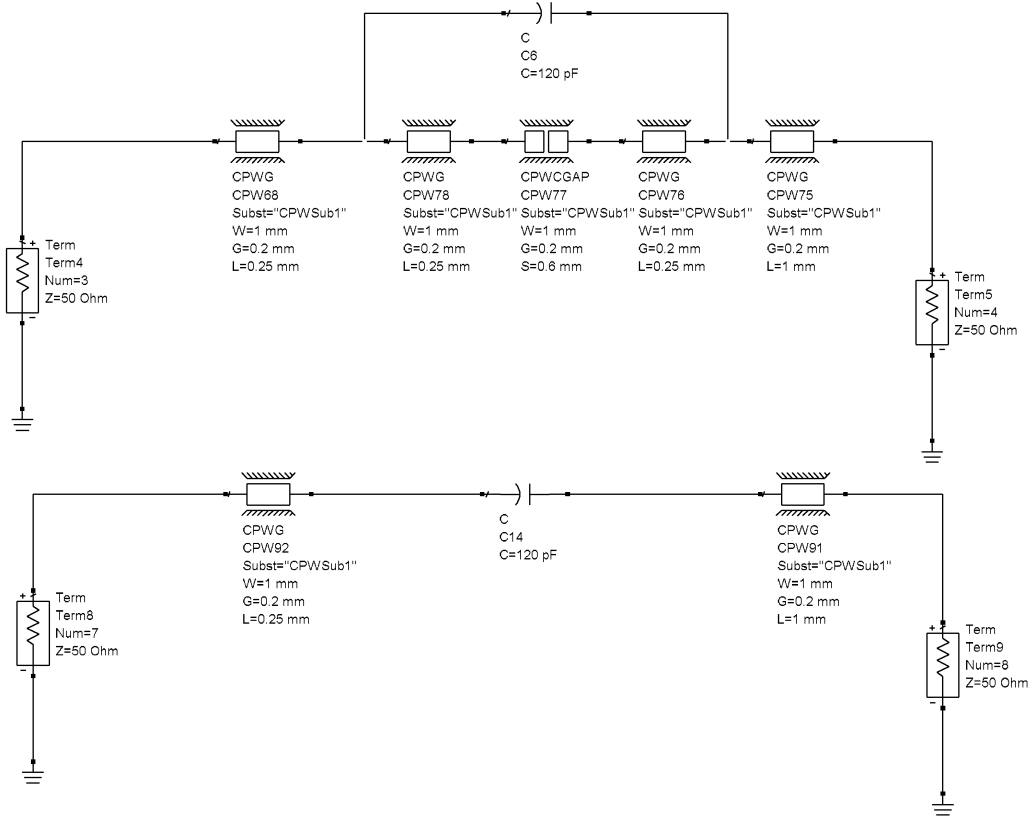 C
C6
C=120 pF
CPWG
CPW68
Subst="CPWSub1"
W=1 mm
G=0.2 mm
L=0.25 mm
CPWG
CPW78
Subst="CPWSub1"
W=1 mm
G=0.2 mm
L=0.25 mm
CPWCGAP
CPW77
Subst="CPWSub1"
W=1 mm
G=0.2 mm
S=0.6 mm
CPWG
CPW76
Subst="CPWSub1"
W=1 mm
G=0.2 mm
L=0.25 mm
CPWG
CPW75
Subst="CPWSub1"
W=1 mm
G=0.2 mm
L=1 mm
+
Term
Term4
Num=3
Z=50 Ohm
-
+
Term
Term5
Num=4
Z=50 Ohm
-
CPWG
CPW92
Subst="CPWSub1"
W=1 mm
G=0.2 mm
L=0.25 mm
C
C14
C=120 pF
CPWG
CPW91
Subst="CPWSub1"
W=1 mm
G=0.2 mm
L=1 mm
+
Term
Term8
Num=7
Z=50 Ohm
-
+
Term
Term9
Num=8
Z=50 Ohm
-